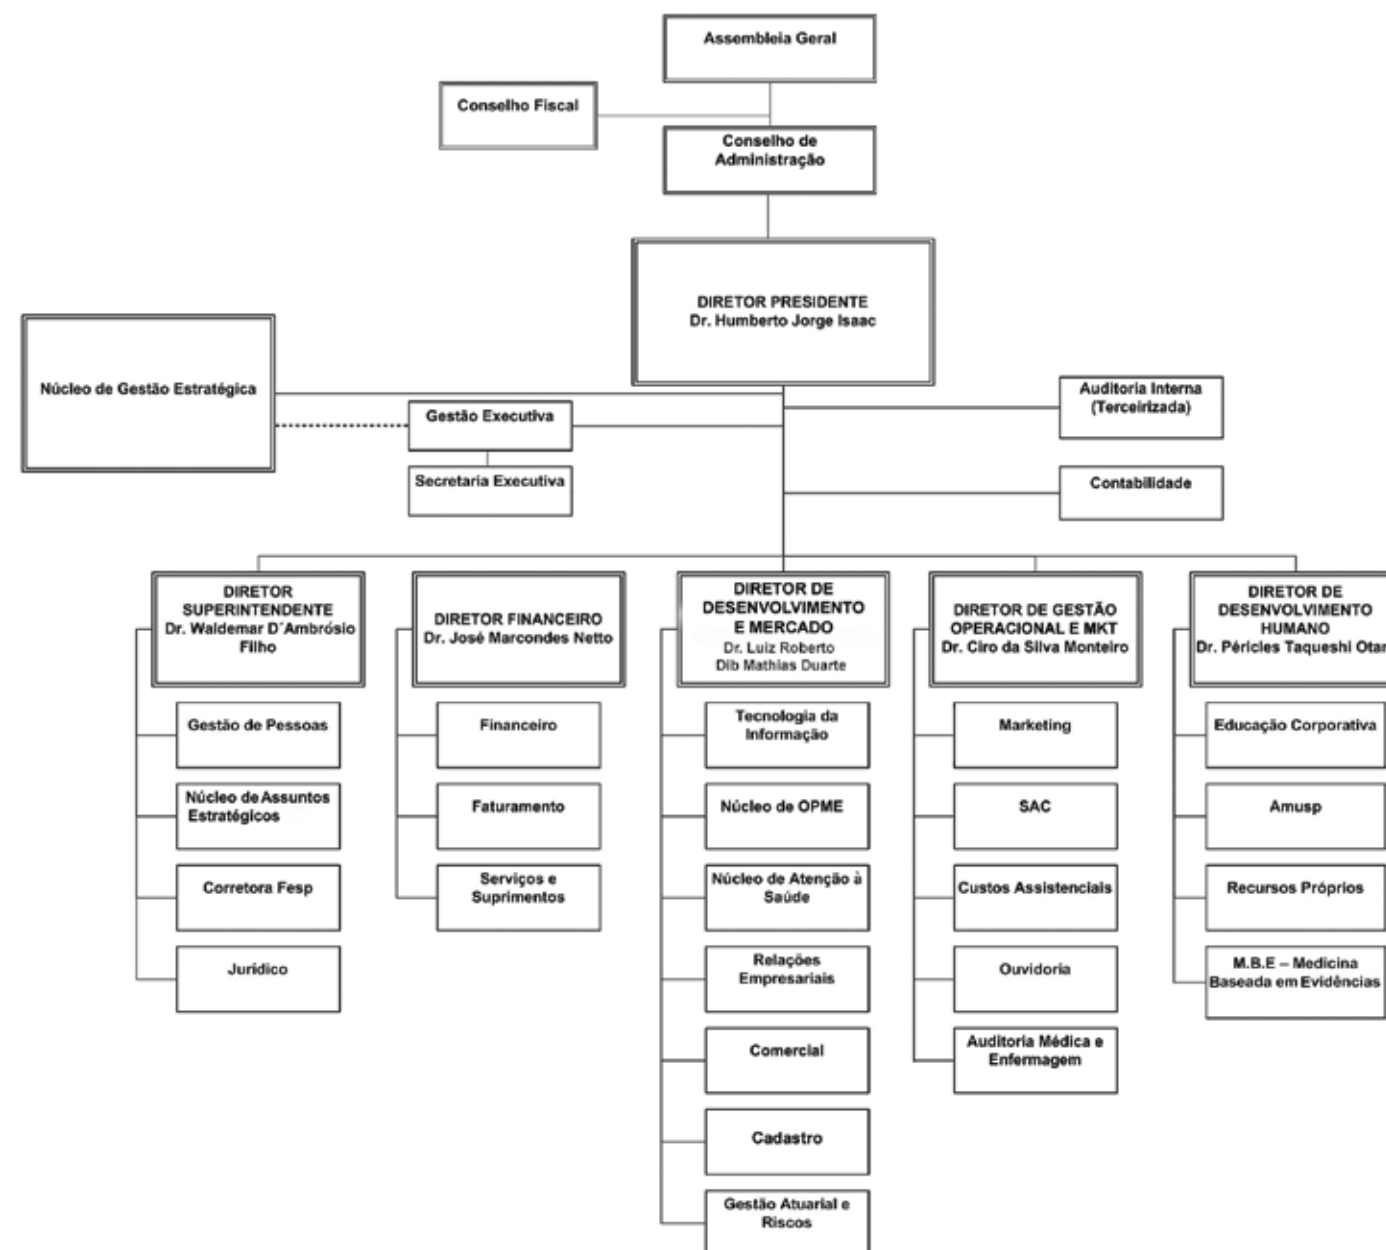 Assembleia Geral
Conselho Fiscal
Conselho de
Administração
DIRETOR PRESIDENTE
Dr. Humberto Jorge Isaac
Núcleo de Gestão Estratégica
Gestão Executiva
Secretaria Executiva
Auditoria Interna
(Terceirizada)
Contabilidade
DIRETOR
SUPERINTENDENTE
Dr. Waldemar D´Ambrósio
Filho
Gestão de Pessoas
Núcleo de Assuntos
Estratégicos
Corretora Fesp
Jurídico
DIRETOR FINANCEIRO
Dr. José Marcondes Netto
Financeiro
Faturamento
Serviços e
Suprimentos
DIRETOR DE
DESENVOLVIMENTO
E MERCADO
Dr. Luiz Roberto
Dib Mathias Duarte
Tecnologia da
Informação
Núcleo de OPME
Núcleo de Atenção à
Saúde
Relações
Empresariais
Comercial
Cadastro
Gestão Atuarial e
Riscos
DIRETOR DE GESTÃO
OPERACIONAL E MKT
Dr. Ciro da Silva Monteiro
Marketing
SAC
Custos Assistenciais
Ouvidoria
Auditoria Médica e
Enfermagem
DIRETOR DE
DESENVOLVIMENTO
HUMANO
Dr. Péricles Taqueshi
Educação Corporativa
Amusp
Recursos Próprios
M.B.E – Medicina
Baseada em Evidências